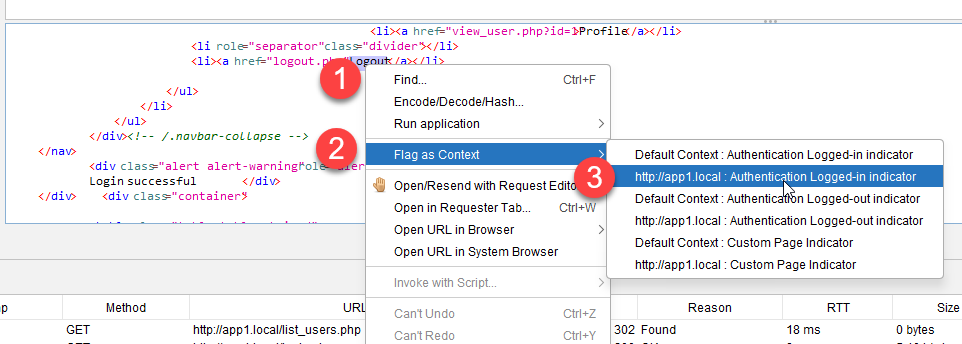 <li><a href="view_user.php?id=1>Profile</a></li>
<li role="separator"class="divider"></li>
<li><a href="logout.ph Logout</a></li>
</ul>
</li>
</ul>
</div><!-- /.navbar-collapse -->
</nav>
<div class="alert alert-warning"role=
Login successful </div>
</div> <div class="container
1
2
3
Find... Ctrl+F
Encode/Decode/Hash...
Run application
Flag as Context
Open/Resend with Request Edito
Open in Requester Tab... Ctrl+W
Open URL in Browser
Open URL in System Browser
Invoke with Script...
Can't Undo Ctrl+Z
Can't Redo Ctrl+Y
Default Context : Authentication Logged-in indicator
http://app1.local : Authentication Logged-in indicator
Default Context : Authentication Logged-out indicator
http://app1.local : Authentication Logged-out indicator
Default Context : Custom Page Indicator
http://app1.local : Custom Page Indicator
mp Method URL Reason RTT Size
GET http://app1.local/list_users.php 302 Found 18 ms 0 bytes